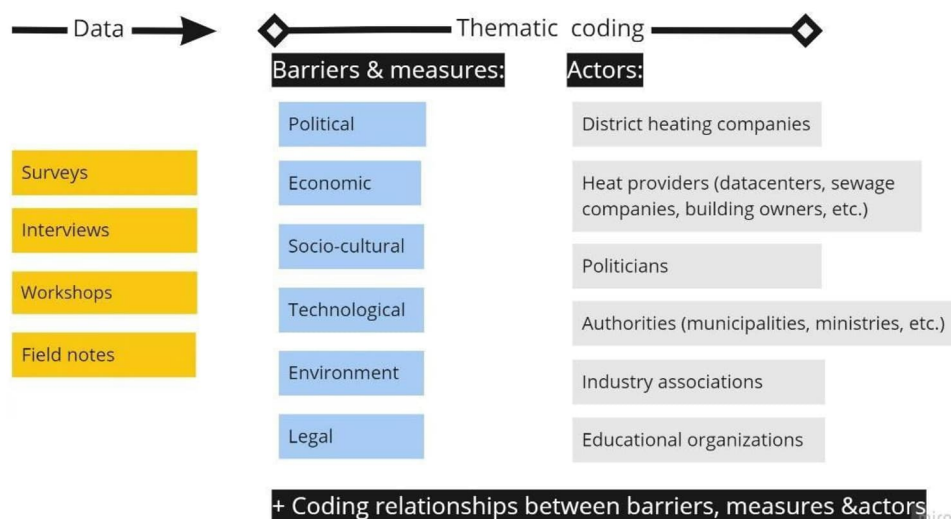 Data
Thematic coding
Barriers & measures:
Actors:
Surveys
Interviews
Workshops
Field notes
Political
Economic
Socio-cultural
Technological
Environment
Legal
District heating companies
Heat providers (datacenters, sewage
companies, building owners, etc.)
Politicians
Authorities (municipalities, ministries, etc.)
Industry associations
Educational organizations
+ Coding relationships between barriers, measures &actors
miro